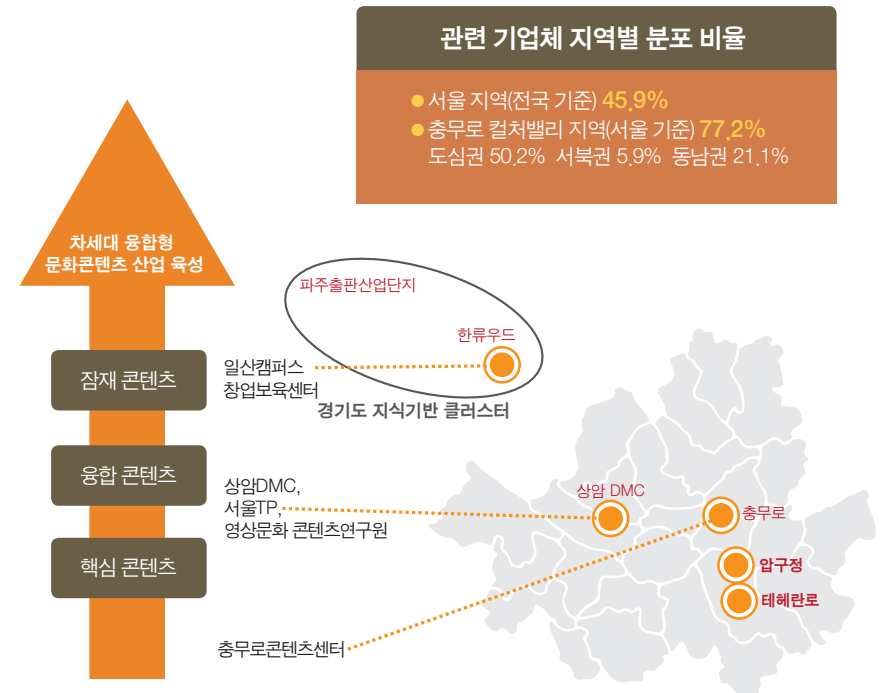 관련 기업체 지역별 분포 비율
서울 지역(전국 기준) 45.9%
충무로 컬처밸리 지역(서울 기준) 77.2%
도심권 50.2% 서북권 5.9% 동남권 21.1%
차세대 융합형
문화콘텐츠 산업 육성
파주출판산업단지
한류우드
잠재 콘텐츠
일산캠퍼스
창업보육센터
경기도 지식기반 클러스터
융합 콘텐츠
상암DMC,
서울TP,
영상문화 콘텐츠연구원
상암 DMC
충무로
압구정
테헤란로
핵심 콘텐츠
충무로콘텐츠센터